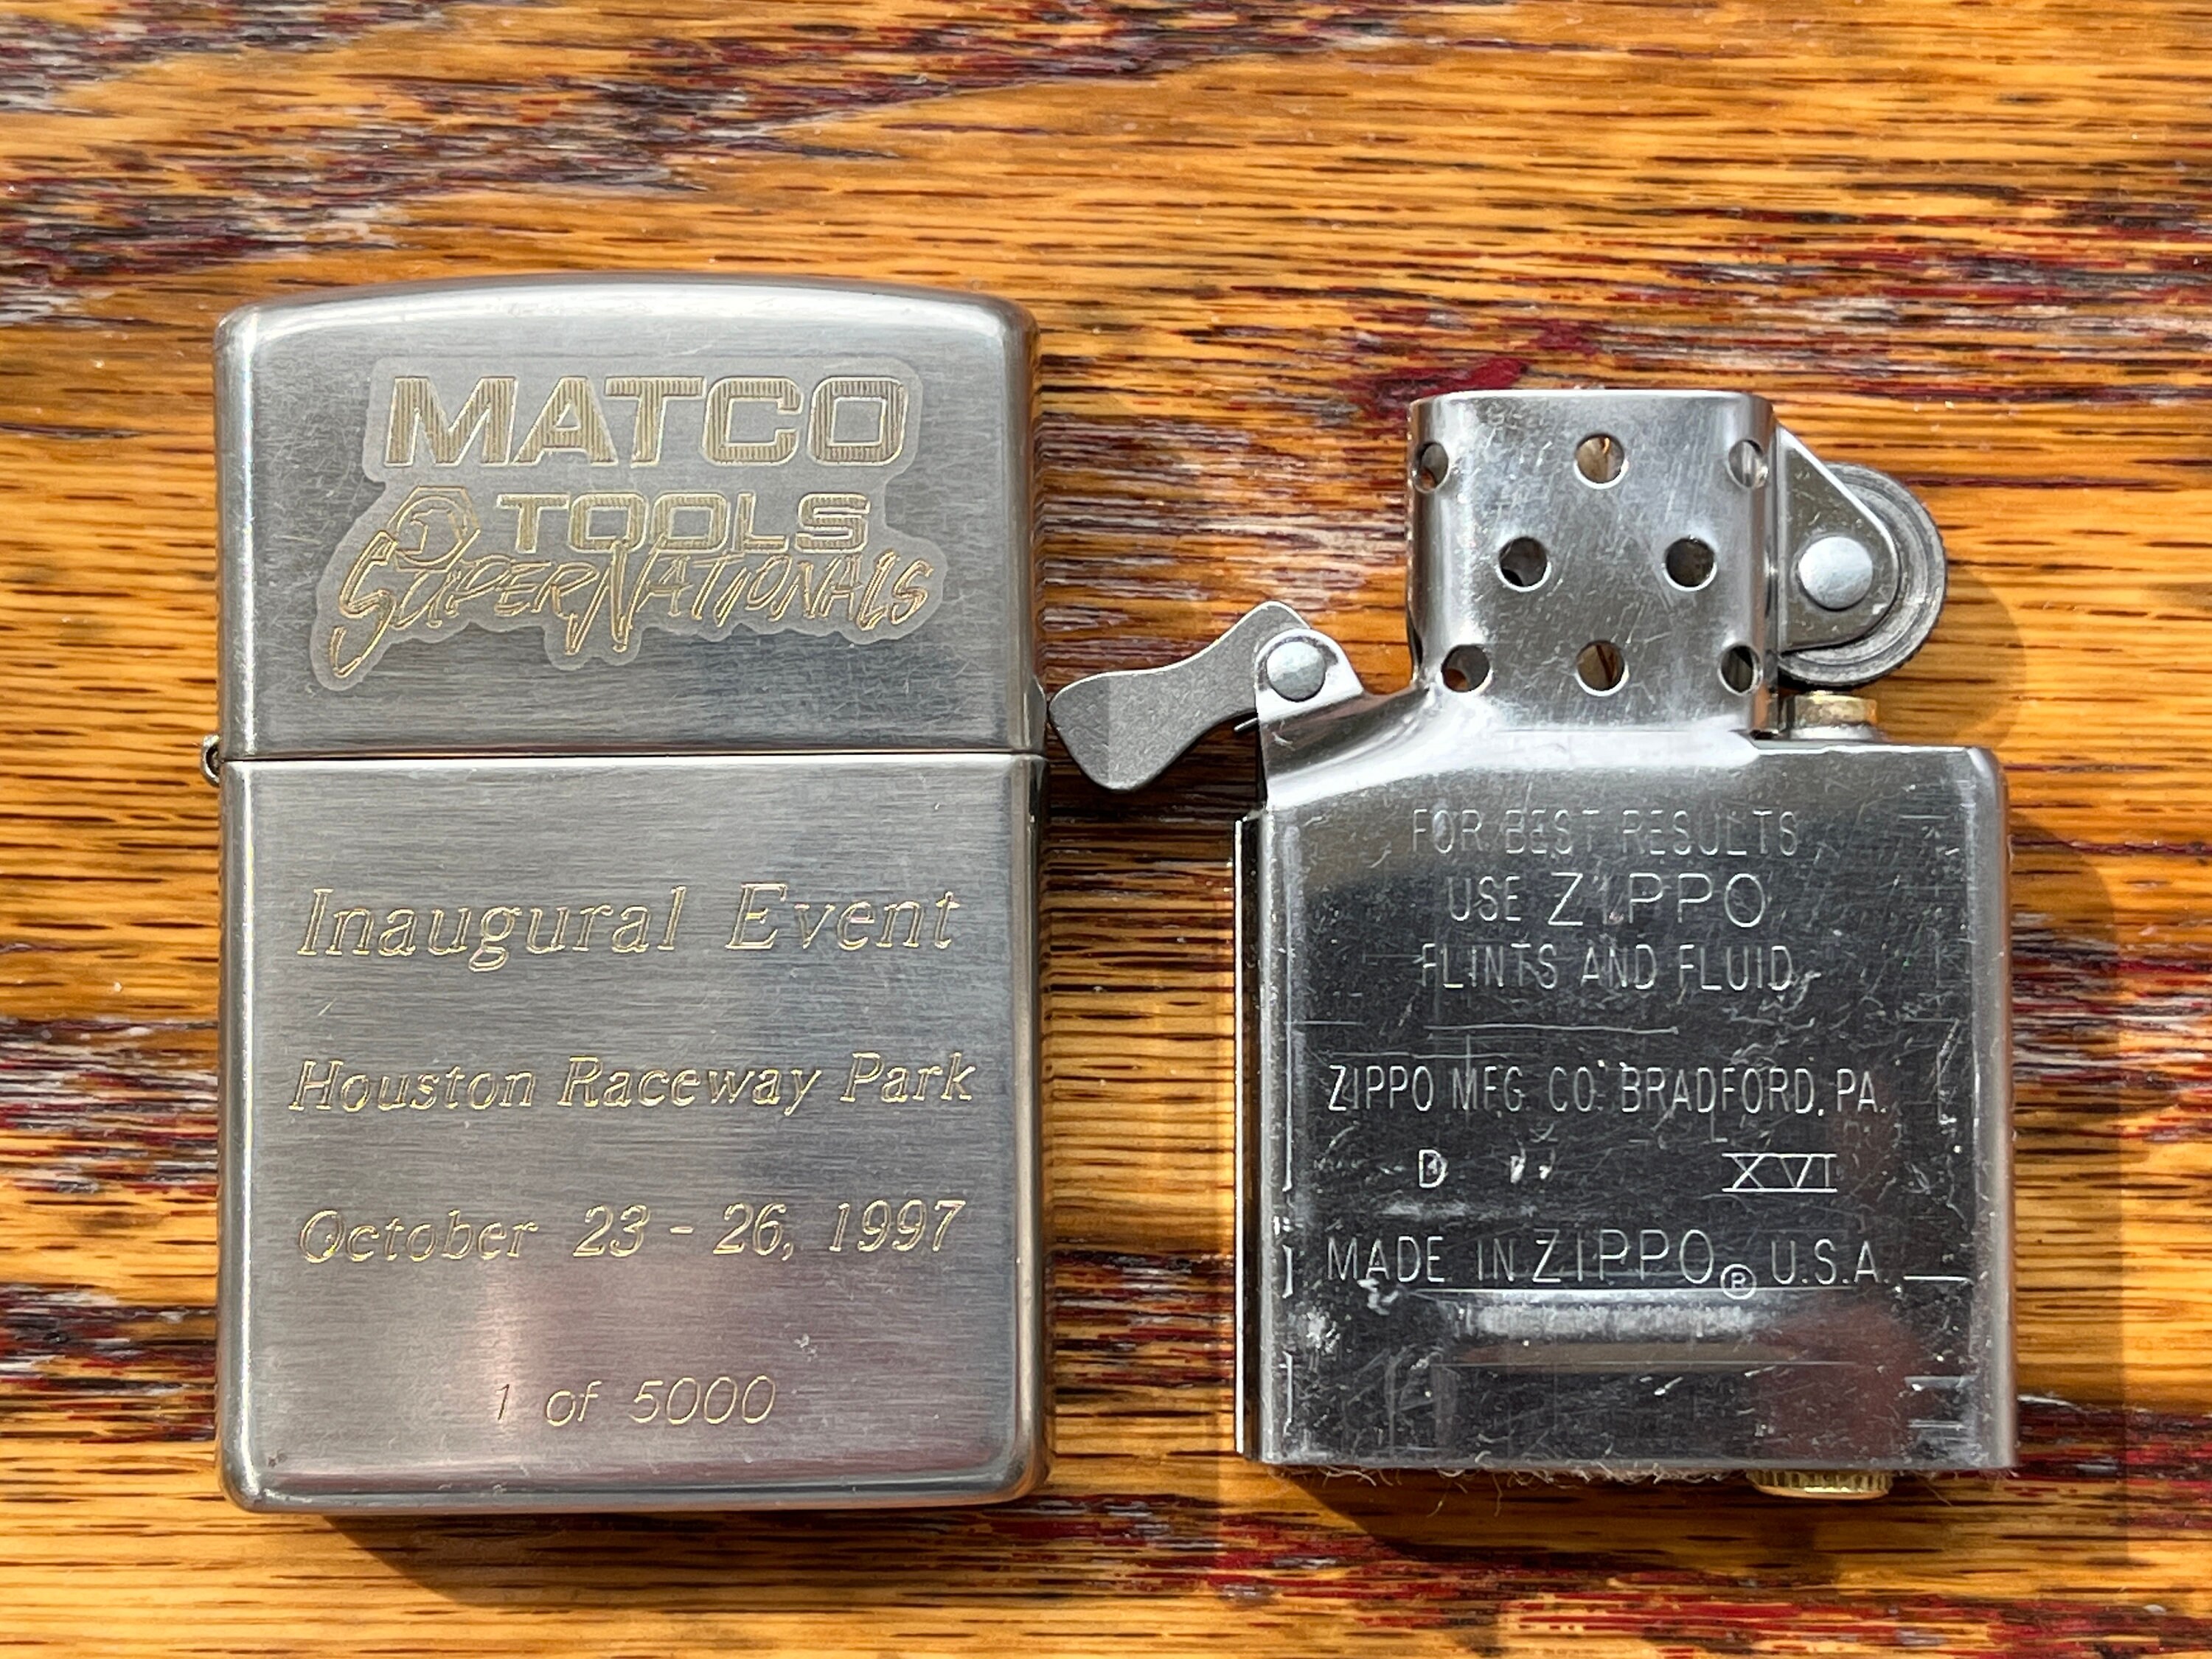 MATCO
TOOLS
SUPERNATIONALS
Inaugural Event
Houston Raceway Park
October 23 - 26, 1997
1 of 5000
FOR BEST RESULTS
USE ZIPPO
FLINTS AND FLUID
ZIPPO MFG. CO. BRADFORD, PA.
D XVI
MADE IN ZIPPO® U.S.A.